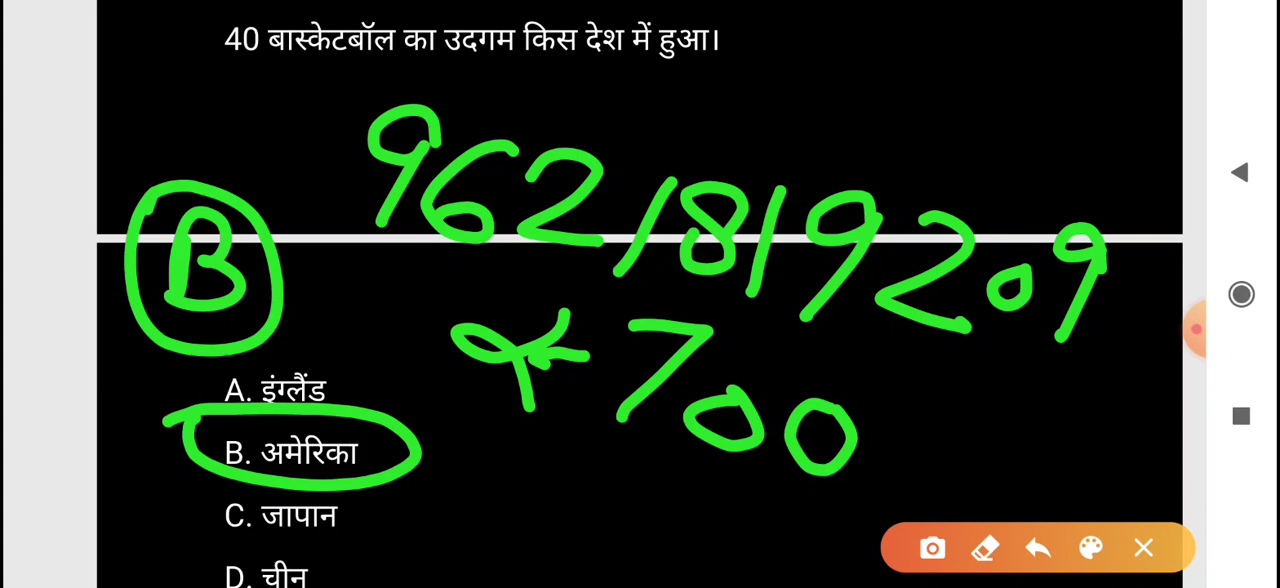 40 बास्केटबॉल का उदगम किस देश में हुआ।
9621819209
B
₹700
A. इंग्लैंड
B. अमेरिका
C. जापान
D. चीन